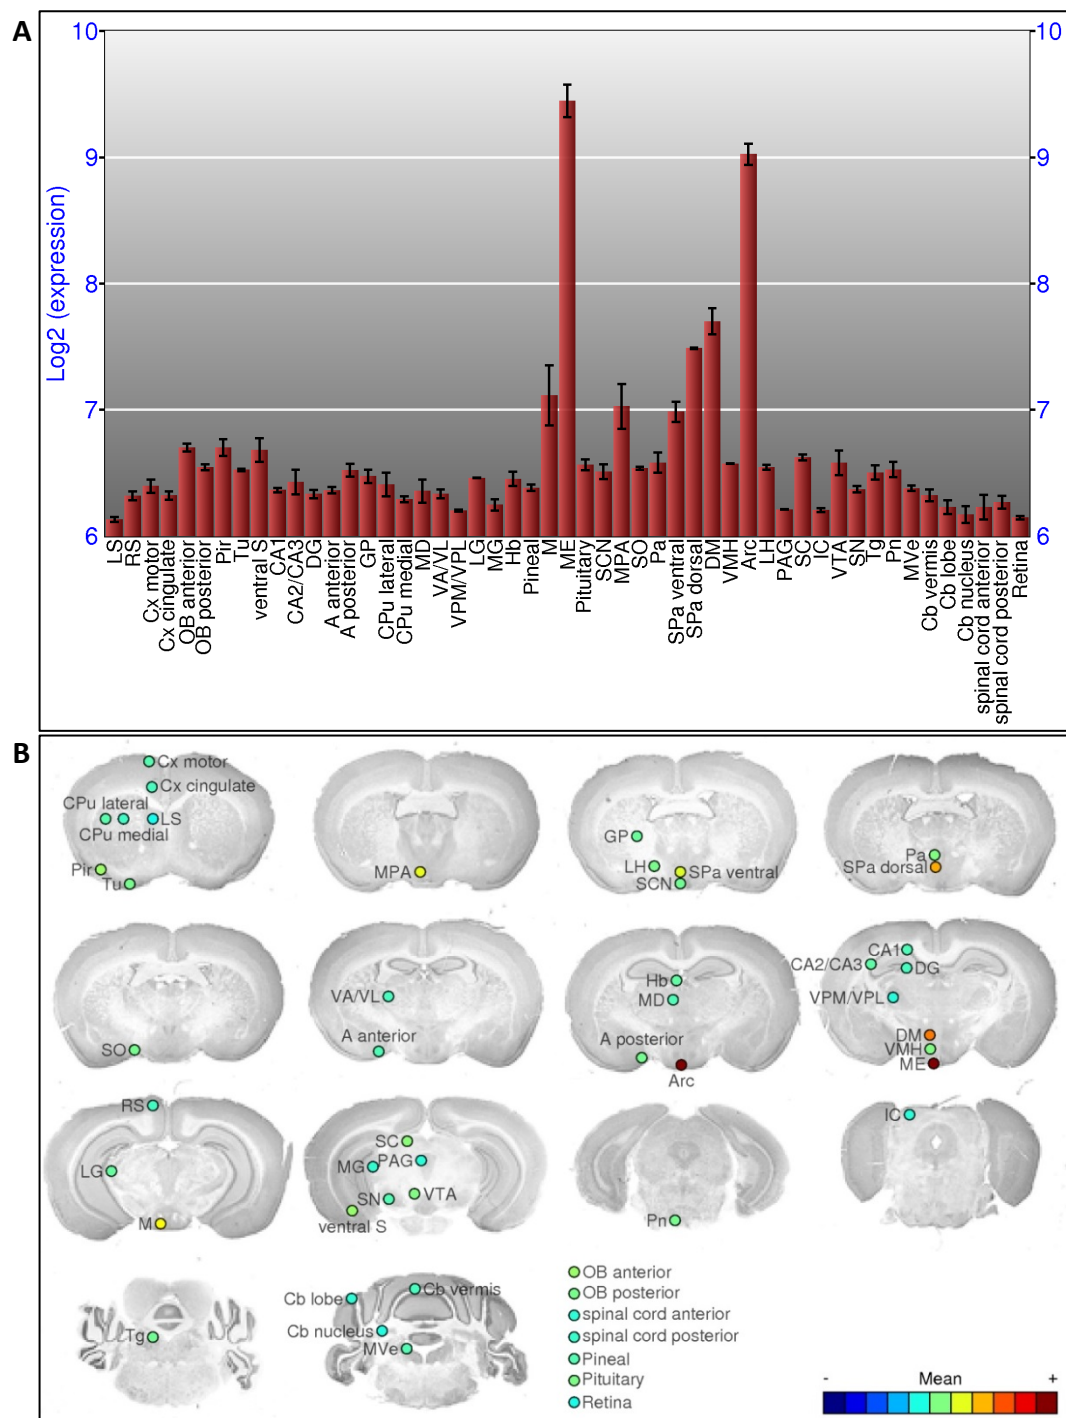 A
10
10
9
9
8
8
7
7
6
6
Log2 (expression)
LS
RS
Cx motor
Cx cingulate
OB anterior
OB posterior
Pir
Tu
ventral S
CA1
CA2/CA3
DG
A anterior
A posterior
GP
CPu lateral
CPu medial
MD
VA/VL
VPM/VPL
LG
MG
Hb
Pineal
M
ME
Pituitary
SCN
MPA
SO
Pa
SPa ventral
SPa dorsal
DM
VMH
Arc
LH
PAG
SC
IC
VTA
SN
Tg
Pn
MVe
Cb vermis
Cb lobe
Cb nucleus
spinal cord anterior
spinal cord posterior
Retina
B
Cx motor
Cx cingulate
CPu lateral
LS
CPu medial
Pir
Tu
MPA
GP
LH
SPa ventral
SCN
Pa
SPa dorsal
SO
VA/VL
A anterior
Hb
MD
A posterior
Arc
CA1
CA2/CA3
DG
VPM/VPL
DM
VMH
ME
RS
LG
M
SC
MG
PAG
SN
VTA
ventral S
Pn
IC
Tg
Cb lobe
Cb vermis
Cb nucleus
MVe
OB anterior
OB posterior
spinal cord anterior
spinal cord posterior
Pineal
Pituitary
Retina
- Mean +